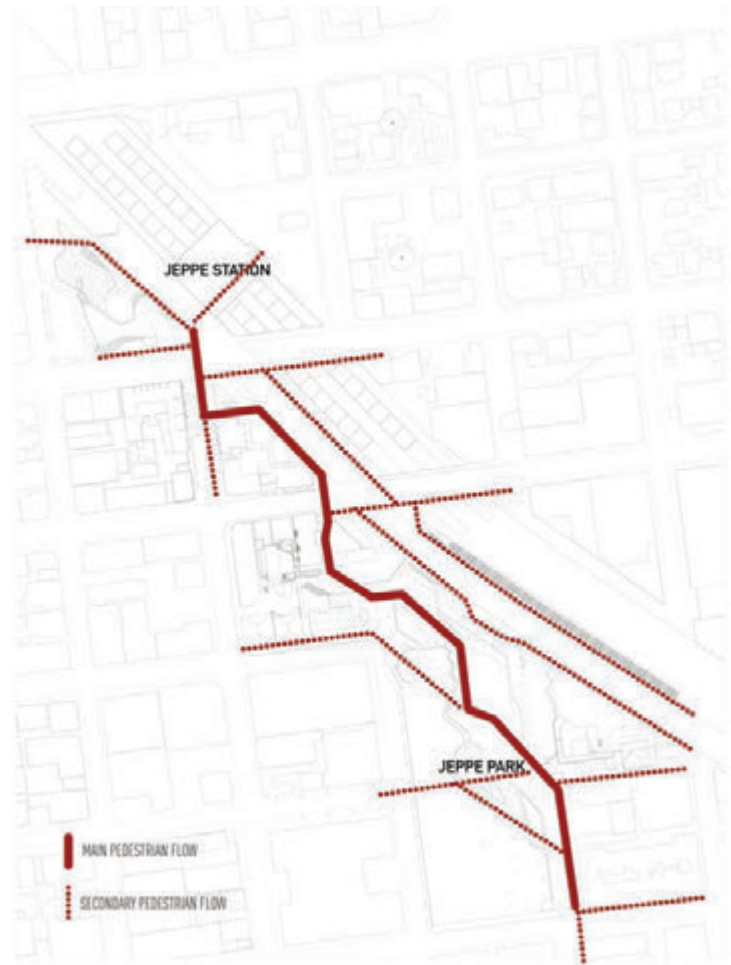 JEPPE STATION
JEPPE PARK
MAIN PEDESTRIAN FLOW
SECONDARY PEDESTRIAN FLOW